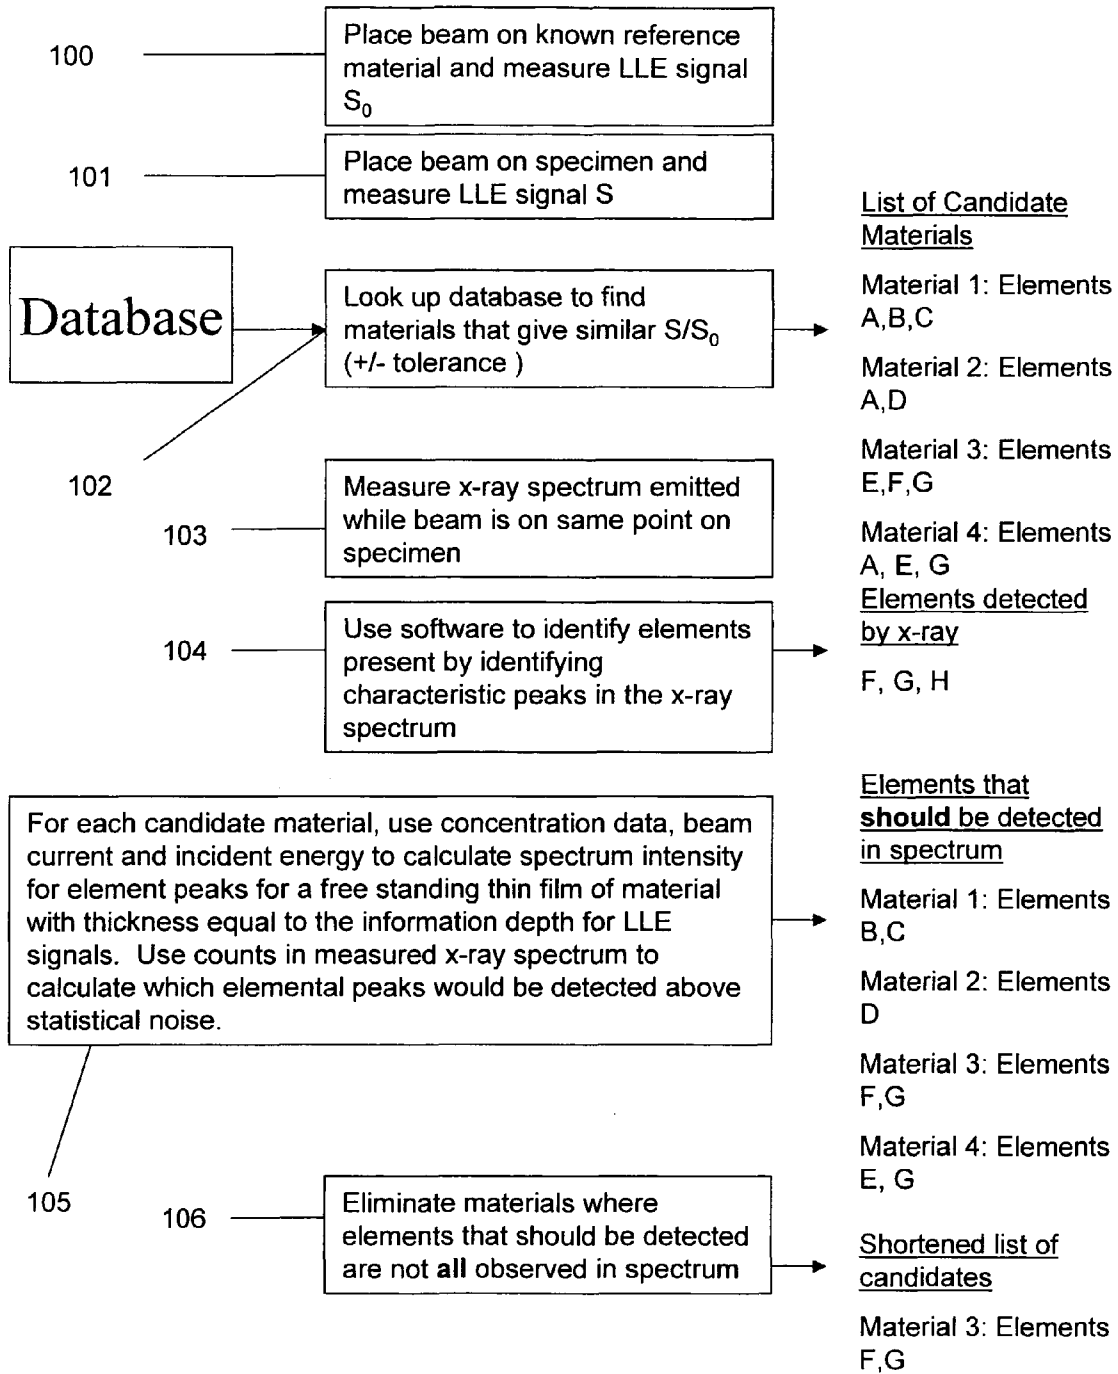 100
Place beam on known reference
material and measure LLE signal
S₀
101
Place beam on specimen and
measure LLE signal S
Database
Look up database to find
materials that give similar S/S₀
(+/- tolerance )
102
List of Candidate
Materials
Material 1: Elements
A,B,C
Material 2: Elements
A,D
Material 3: Elements
E,F,G
Material 4: Elements
A, E, G
103
Measure x-ray spectrum emitted
while beam is on same point on
specimen
104
Use software to identify elements
present by identifying
characteristic peaks in the x-ray
spectrum
Elements detected
by x-ray
F, G, H
For each candidate material, use concentration data, beam
current and incident energy to calculate spectrum intensity
for element peaks for a free standing thin film of material
with thickness equal to the information depth for LLE
signals. Use counts in measured x-ray spectrum to
calculate which elemental peaks would be detected above
statistical noise.
105
Elements that
should be detected
in spectrum
Material 1: Elements
B,C
Material 2: Elements
D
Material 3: Elements
F,G
Material 4: Elements
E, G
106
Eliminate materials where
elements that should be detected
are not all observed in spectrum
Shortened list of
candidates
Material 3: Elements
F,G